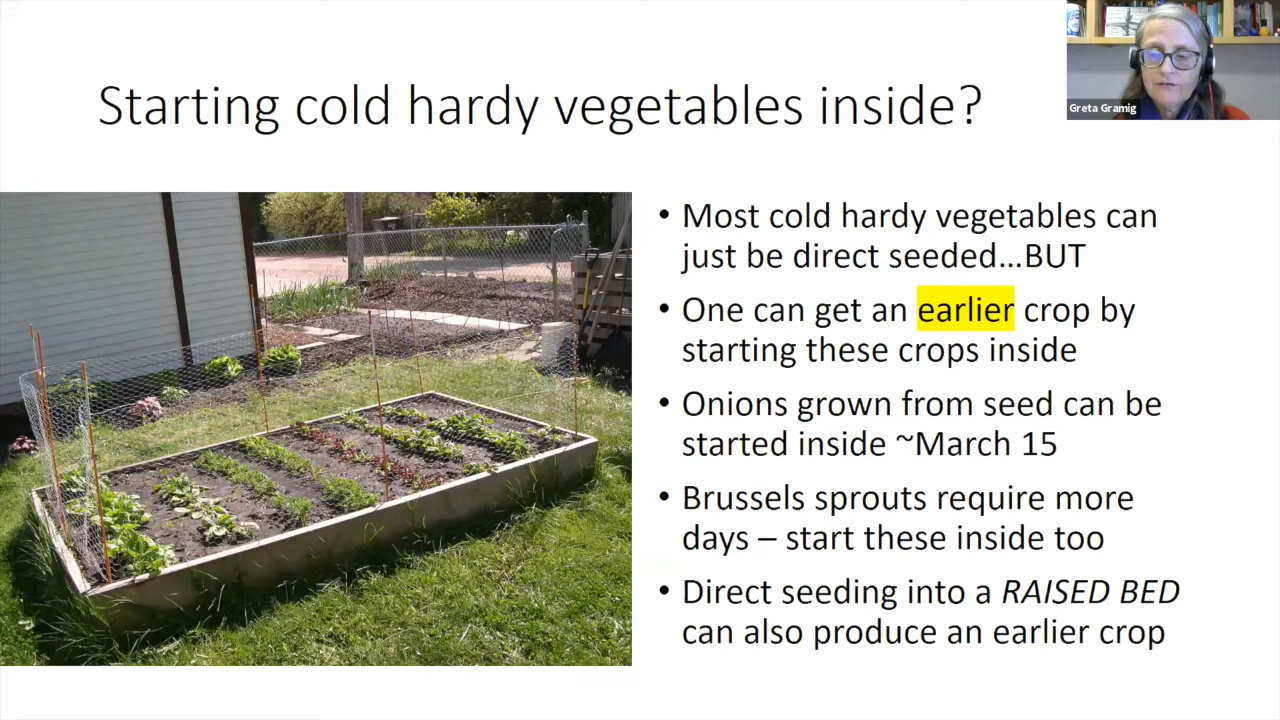 Starting cold hardy vegetables inside?
Greta Gramig
• Most cold hardy vegetables can
just be direct seeded...BUT
• One can get an earlier crop by
starting these crops inside
• Onions grown from seed can be
started inside ~March 15
• Brussels sprouts require more
days – start these inside too
• Direct seeding into a RAISED BED
can also produce an earlier crop